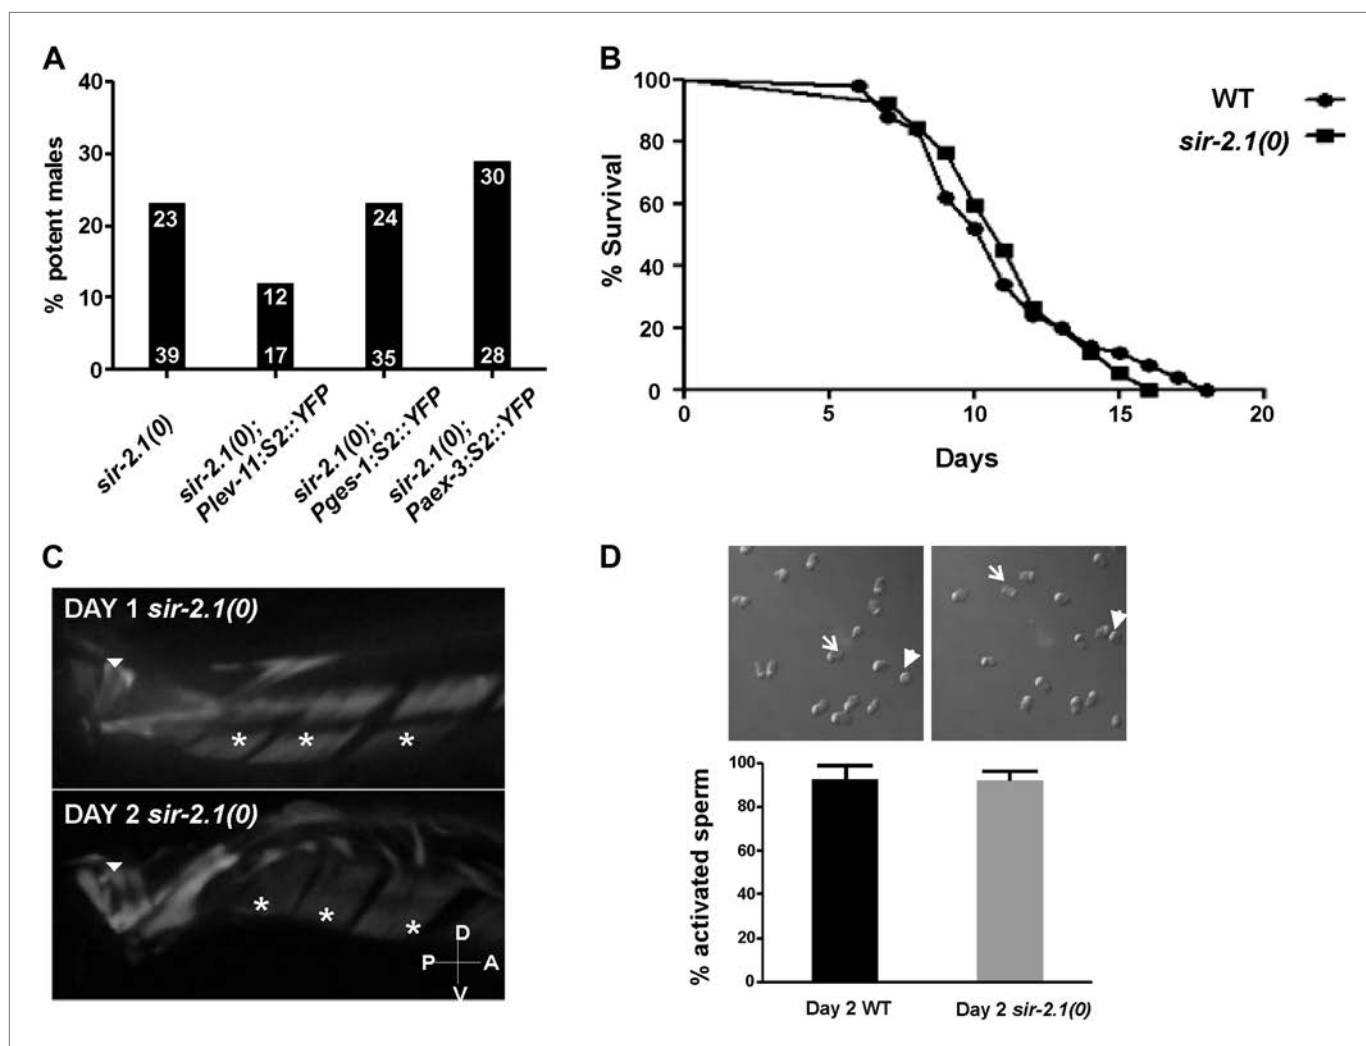 A
% potent males
40
30
20
10
0
23
39
12
17
24
35
30
28
sir-2.1(0)
sir-2.1(0);
Plev-11:S2::YFP
sir-2.1(0);
Pges-1:S2::YFP
sir-2.1(0);
Paex-3:S2::YFP
B
% Survival
100
80
60
40
20
0
0
5
10
15
20
Days
WT
sir-2.1(0)
C
DAY 1 sir-2.1(0)
* * *
DAY 2 sir-2.1(0)
* * *
D
P A
V
D
% activated sperm
100
80
60
40
20
0
Day 2 WT
Day 2 sir-2.1(0)